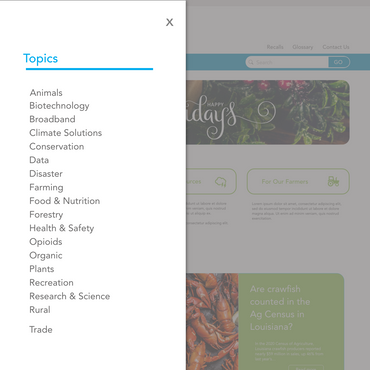 X
Topics
Animals
Biotechnology
Broadband
Climate Solutions
Conservation
Data
Disaster
Farming
Food & Nutrition
Forestry
Health & Safety
Opioids
Organic
Plants
Recreation
Research & Science
Rural
Trade
Recalls Glossary Contact Us
Search GO
HAPPY
For Our Farmers
Are crawfish
counted in the
Ag Census in
Louisiana?